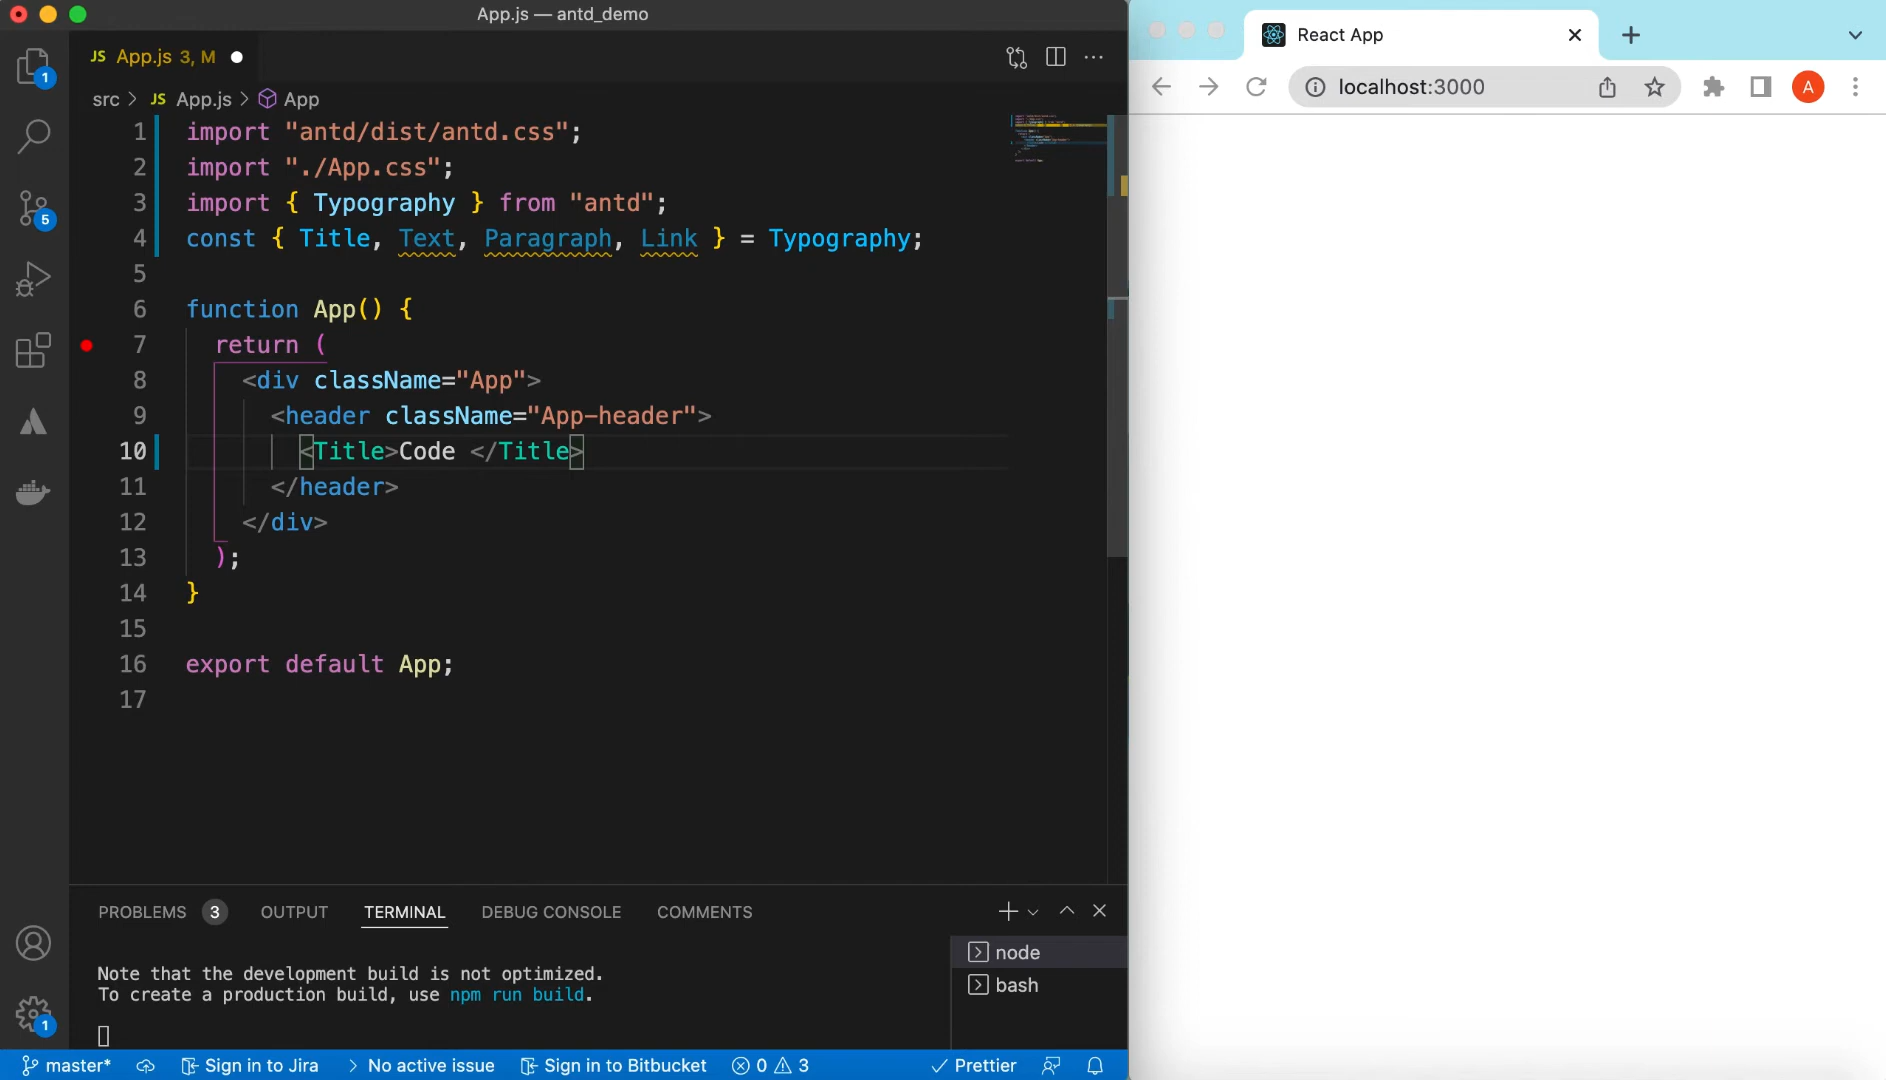 App.js — antd_demo
JS App.js 3, M
src > JS App.js > App
1 import "antd/dist/antd.css";
2 import "./App.css";
3 import { Typography } from "antd";
4 const { Title, Text, Paragraph, Link } = Typography;
5
6 function App() {
7 return (
8 <div className="App">
9 <header className="App-header">
10 <Title>Code </Title>
11 </header>
12 </div>
13 );
14 }
15
16 export default App;
17
PROBLEMS 3 OUTPUT TERMINAL DEBUG CONSOLE COMMENTS
Note that the development build is not optimized.
To create a production build, use npm run build.
node
bash
1
5
1
master* Sign in to Jira > No active issue Sign in to Bitbucket 0 3 Prettier
React App
localhost:3000
A